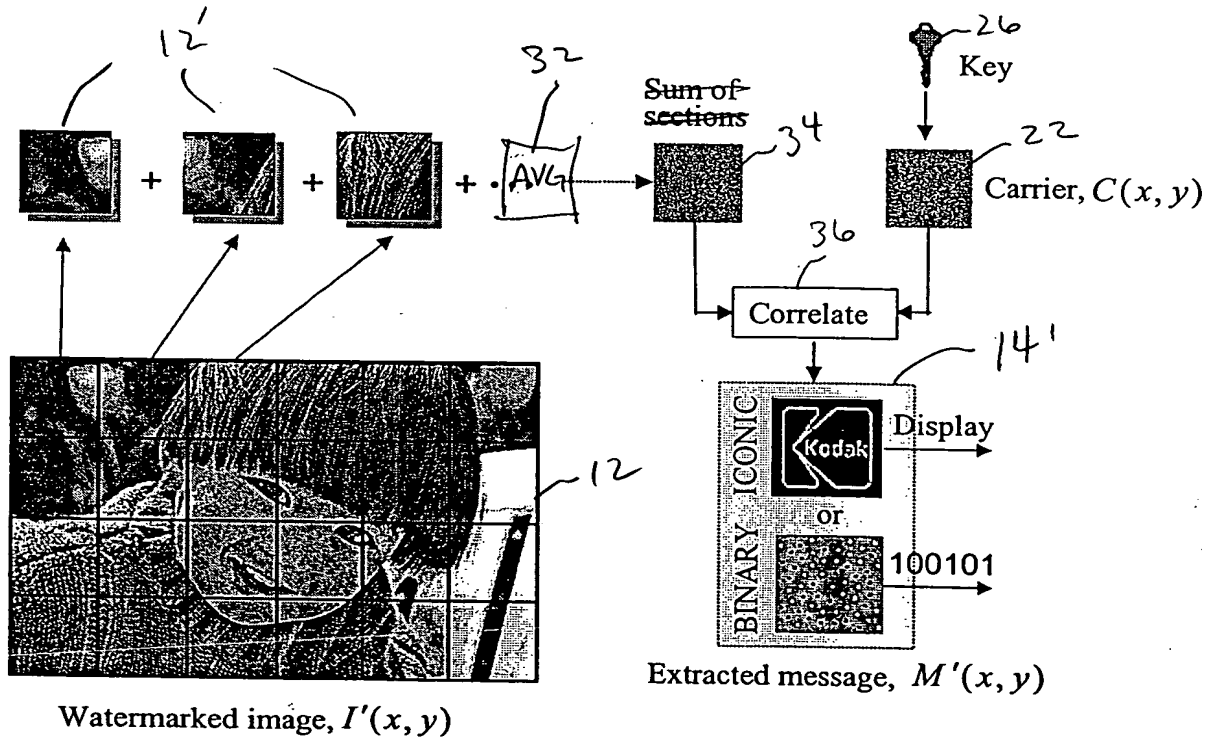 12'
32
26
Key
Sum of
sections
34
22
+ + + . AVG
Carrier, C(x, y)
36
Correlate
14'
BINARY ICONIC
Kodak
Display
or
100101
12
Extracted message, M'(x, y)
Watermarked image, I'(x, y)